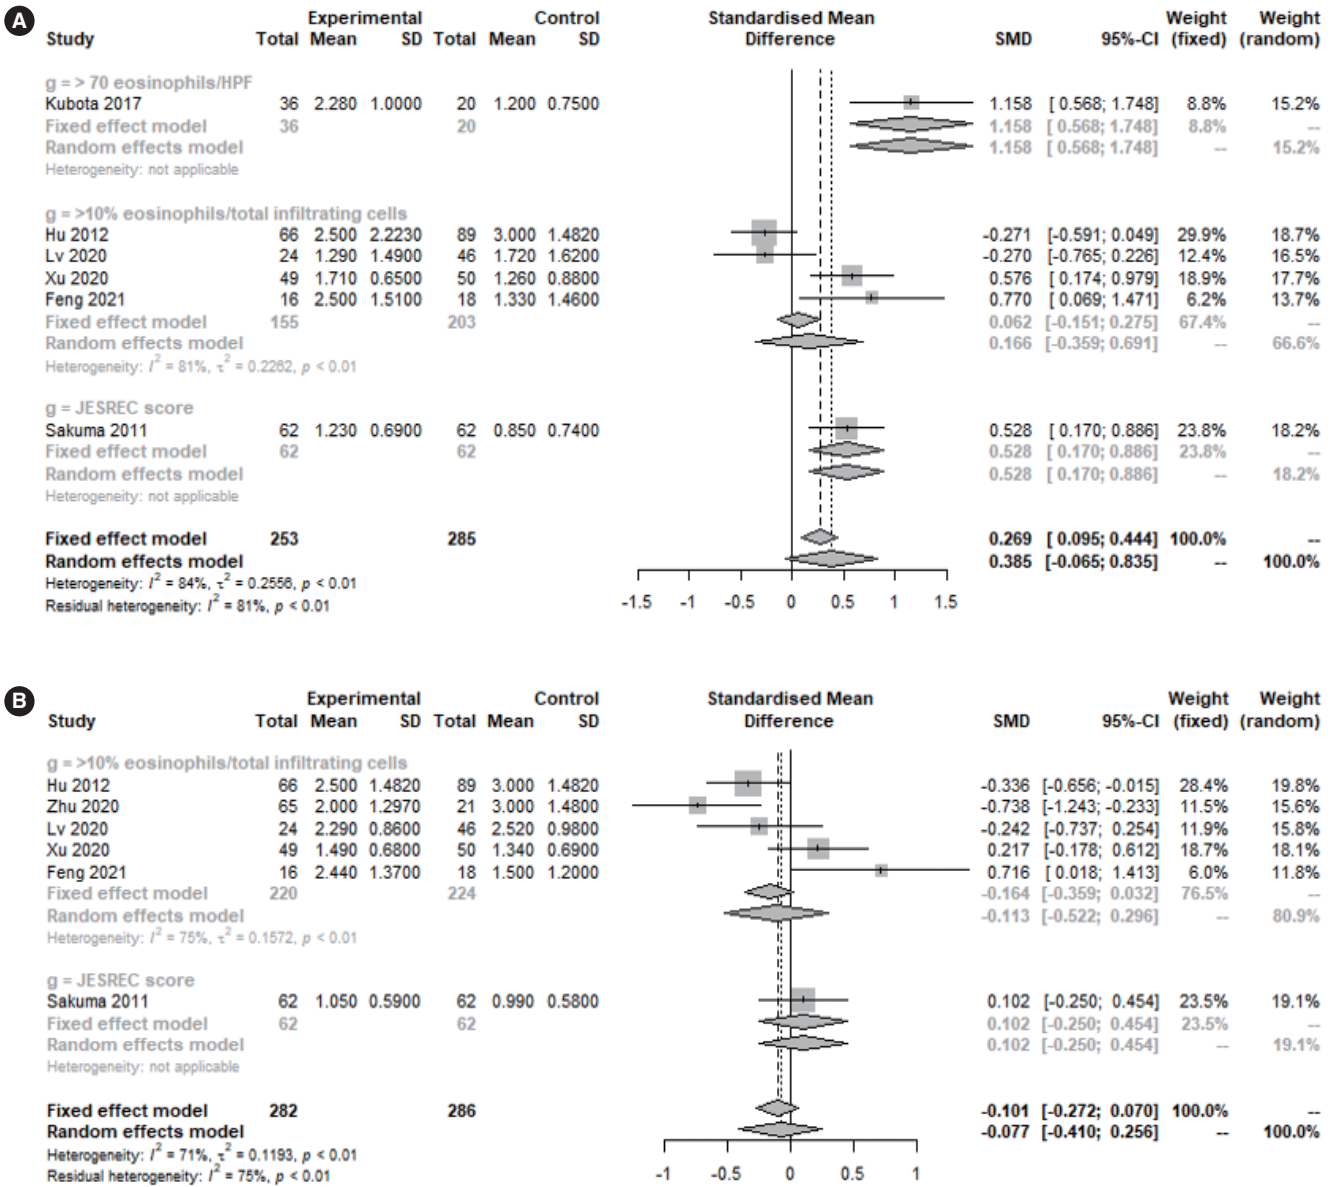 A
Experimental Control Standardised Mean Weight Weight
Study Total Mean SD Total Mean SD Difference SMD 95%-CI (fixed) (random)
g = > 70 eosinophils/HPF
Kubota 2017 36 2.280 1.0000 20 1.200 0.7500 1.158 [ 0.568; 1.748] 8.8% 15.2%
Fixed effect model 36 20 1.158 [ 0.568; 1.748] 8.8% --
Random effects model 1.158 [ 0.568; 1.748] -- 15.2%
Heterogeneity: not applicable
g = >10% eosinophils/total infiltrating cells
Hu 2012 66 2.500 2.2230 89 3.000 1.4820 -0.271 [-0.591; 0.049] 29.9% 18.7%
Lv 2020 24 1.290 1.4900 46 1.720 1.6200 -0.270 [-0.765; 0.226] 12.4% 16.5%
Xu 2020 49 1.710 0.6500 50 1.260 0.8800 0.576 [ 0.174; 0.979] 18.9% 17.7%
Feng 2021 16 2.500 1.5100 18 1.330 1.4600 0.770 [ 0.069; 1.471] 6.2% 13.7%
Fixed effect model 155 203 0.062 [-0.151; 0.275] 67.4% --
Random effects model 0.166 [-0.359; 0.691] -- 66.6%
Heterogeneity: I² = 81%, τ² = 0.2262, p < 0.01
g = JESREC score
Sakuma 2011 62 1.230 0.6900 62 0.850 0.7400 0.528 [ 0.170; 0.886] 23.8% 18.2%
Fixed effect model 62 62 0.528 [ 0.170; 0.886] 23.8% --
Random effects model 0.528 [ 0.170; 0.886] -- 18.2%
Heterogeneity: not applicable
Fixed effect model 253 285 0.269 [ 0.095; 0.444] 100.0% --
Random effects model 0.385 [-0.065; 0.835] -- 100.0%
Heterogeneity: I² = 84%, τ² = 0.2556, p < 0.01
Residual heterogeneity: I² = 81%, p < 0.01
-1.5 -1 -0.5 0 0.5 1 1.5
B
Experimental Control Standardised Mean Weight Weight
Study Total Mean SD Total Mean SD Difference SMD 95%-CI (fixed) (random)
g = >10% eosinophils/total infiltrating cells
Hu 2012 66 2.500 1.4820 89 3.000 1.4820 -0.336 [-0.656; -0.015] 28.4% 19.8%
Zhu 2020 65 2.000 1.2970 21 3.000 1.4800 -0.738 [-1.243; -0.233] 11.5% 15.6%
Lv 2020 24 2.290 0.8600 46 2.520 0.9800 -0.242 [-0.737; 0.254] 11.9% 15.8%
Xu 2020 49 1.490 0.6800 50 1.340 0.6900 0.217 [-0.178; 0.612] 18.7% 18.1%
Feng 2021 16 2.440 1.3700 18 1.500 1.2000 0.716 [ 0.018; 1.413] 6.0% 11.8%
Fixed effect model 220 224 -0.164 [-0.359; 0.032] 76.5% --
Random effects model -0.113 [-0.522; 0.296] -- 80.9%
Heterogeneity: I² = 75%, τ² = 0.1572, p < 0.01
g = JESREC score
Sakuma 2011 62 1.050 0.5900 62 0.990 0.5800 0.102 [-0.250; 0.454] 23.5% 19.1%
Fixed effect model 62 62 0.102 [-0.250; 0.454] 23.5% --
Random effects model 0.102 [-0.250; 0.454] -- 19.1%
Heterogeneity: not applicable
Fixed effect model 282 286 -0.101 [-0.272; 0.070] 100.0% --
Random effects model -0.077 [-0.410; 0.256] -- 100.0%
Heterogeneity: I² = 71%, τ² = 0.1193, p < 0.01
Residual heterogeneity: I² = 75%, p < 0.01
-1 -0.5 0 0.5 1